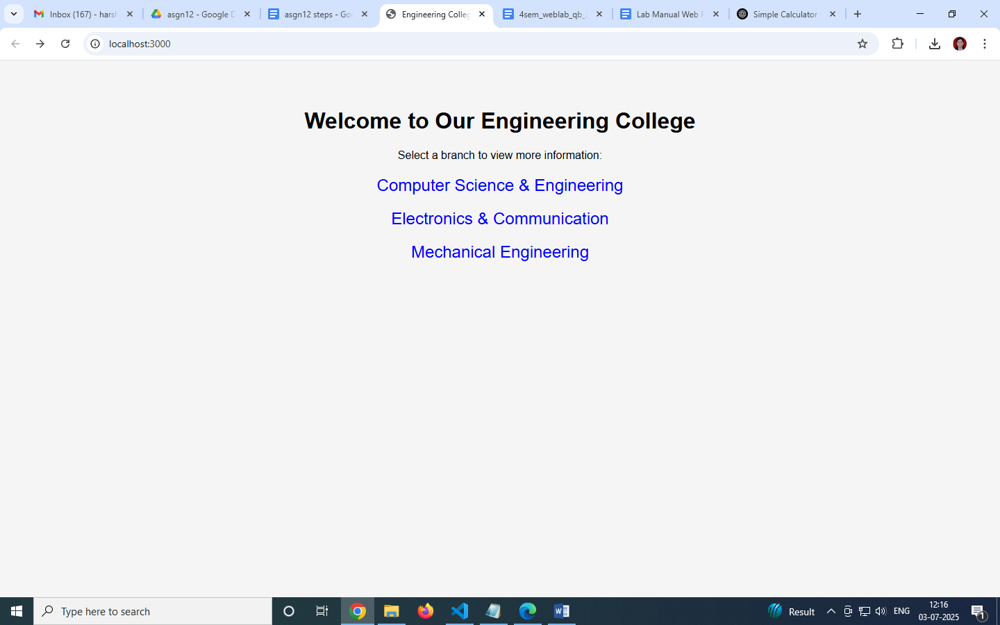 Inbox (167) - harsh
asgn12 - Google D
asgn12 steps - Goo
Engineering Colleg
4sem_weblab_qb_
Lab Manual Web P
Simple Calculator
localhost:3000
Welcome to Our Engineering College
Select a branch to view more information:
Computer Science & Engineering
Electronics & Communication
Mechanical Engineering
Type here to search
Result
ENG
12:16
03-07-2025
1